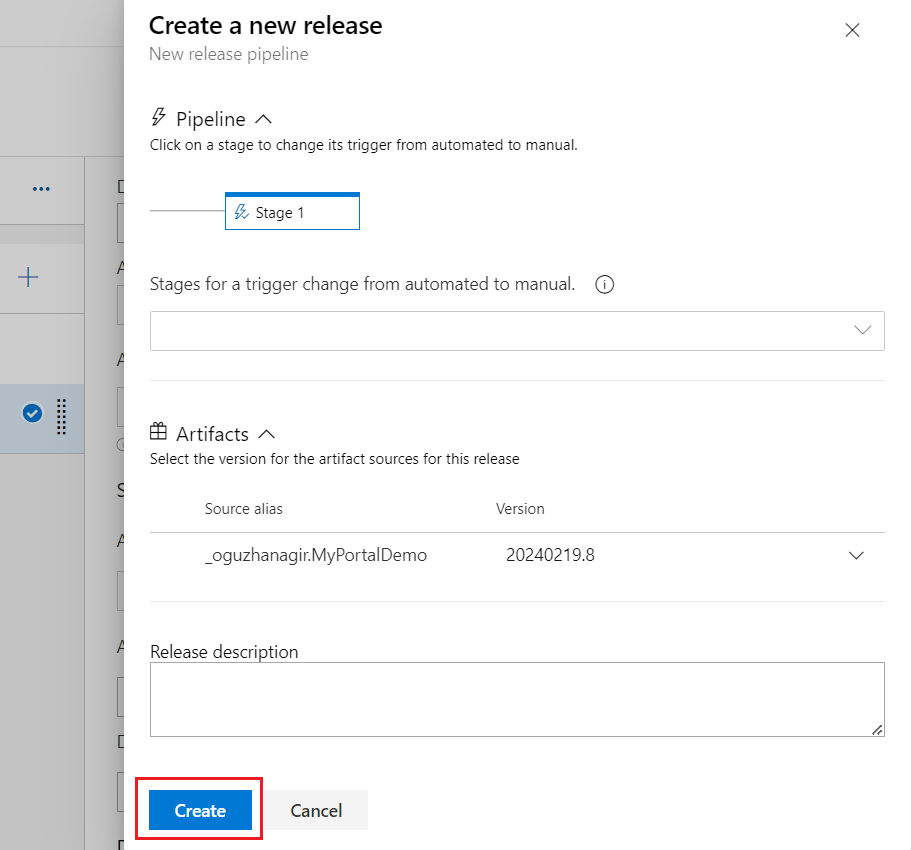 Create a new release
New release pipeline
Pipeline
Click on a stage to change its trigger from automated to manual.
Stage 1
Stages for a trigger change from automated to manual.
Artifacts
Select the version for the artifact sources for this release
Source alias Version
_oguzhanagir.MyPortalDemo 20240219.8
Release description
Create Cancel